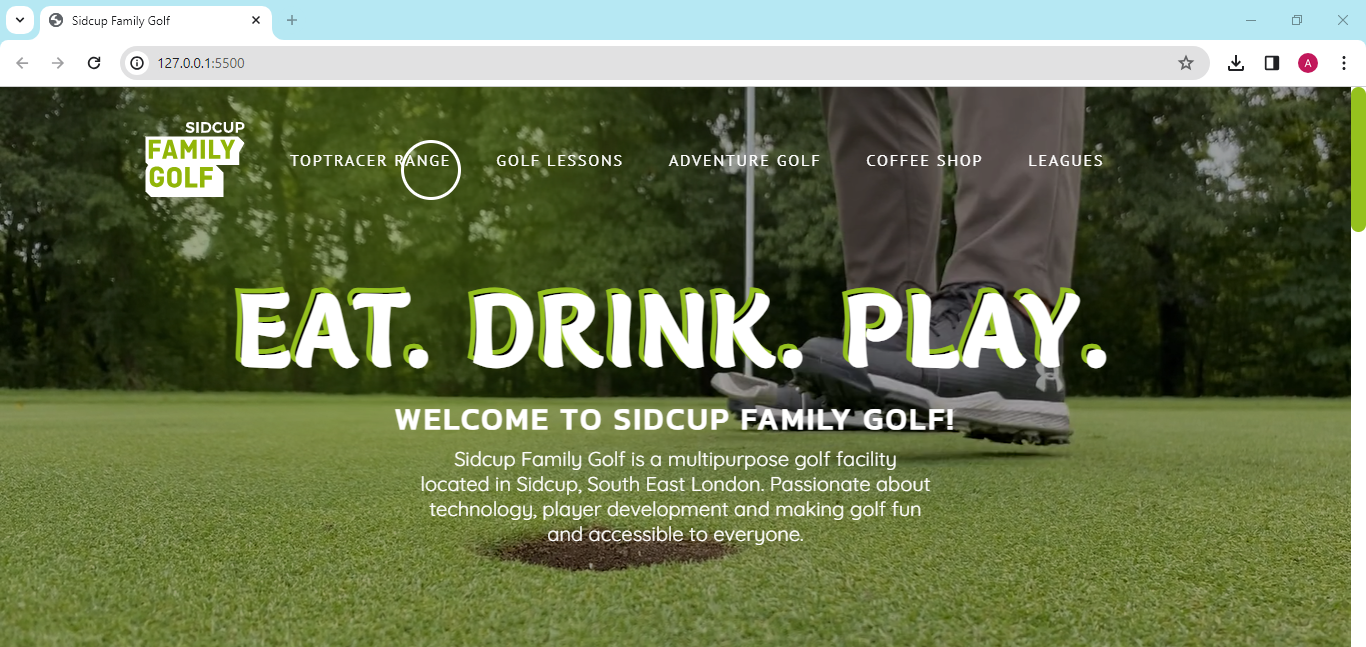 Sidcup Family Golf
127.0.0.1:5500
A
SIDCUP
FAMILY
GOLF
TOPTRACER RANGE GOLF LESSONS ADVENTURE GOLF COFFEE SHOP LEAGUES
EAT. DRINK. PLAY.
WELCOME TO SIDCUP FAMILY GOLF!
Sidcup Family Golf is a multipurpose golf facility
located in Sidcup, South East London. Passionate about
technology, player development and making golf fun
and accessible to everyone.